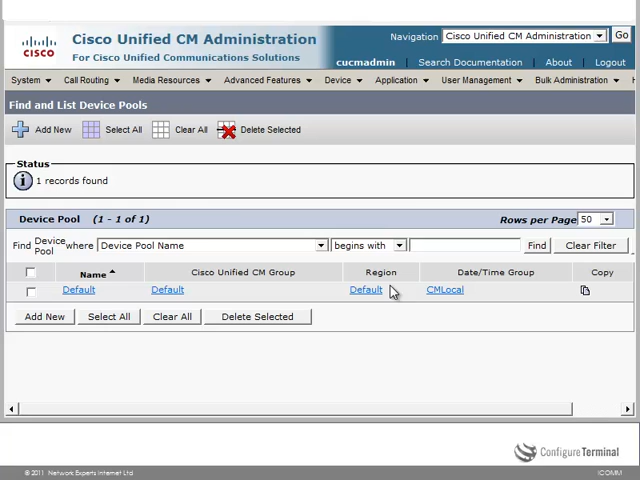 Cisco Unified CM Administration
For Cisco Unified Communications Solutions
CISCO
Navigation Cisco Unified CM Administration Go
cucmadmin Search Documentation About Logout
System Call Routing Media Resources Advanced Features Device Application User Management Bulk Administration H
Find and List Device Pools
Add New Select All Clear All Delete Selected
Status
1 records found
Device Pool (1 - 1 of 1) Rows per Page 50
Find Device Pool where Device Pool Name begins with Find Clear Filter
Name Cisco Unified CM Group Region Date/Time Group Copy
Default Default Default CMLocal
Add New Select All Clear All Delete Selected
ConfigureTerminal
© 2011 Network Experts Internet Ltd iCOMM